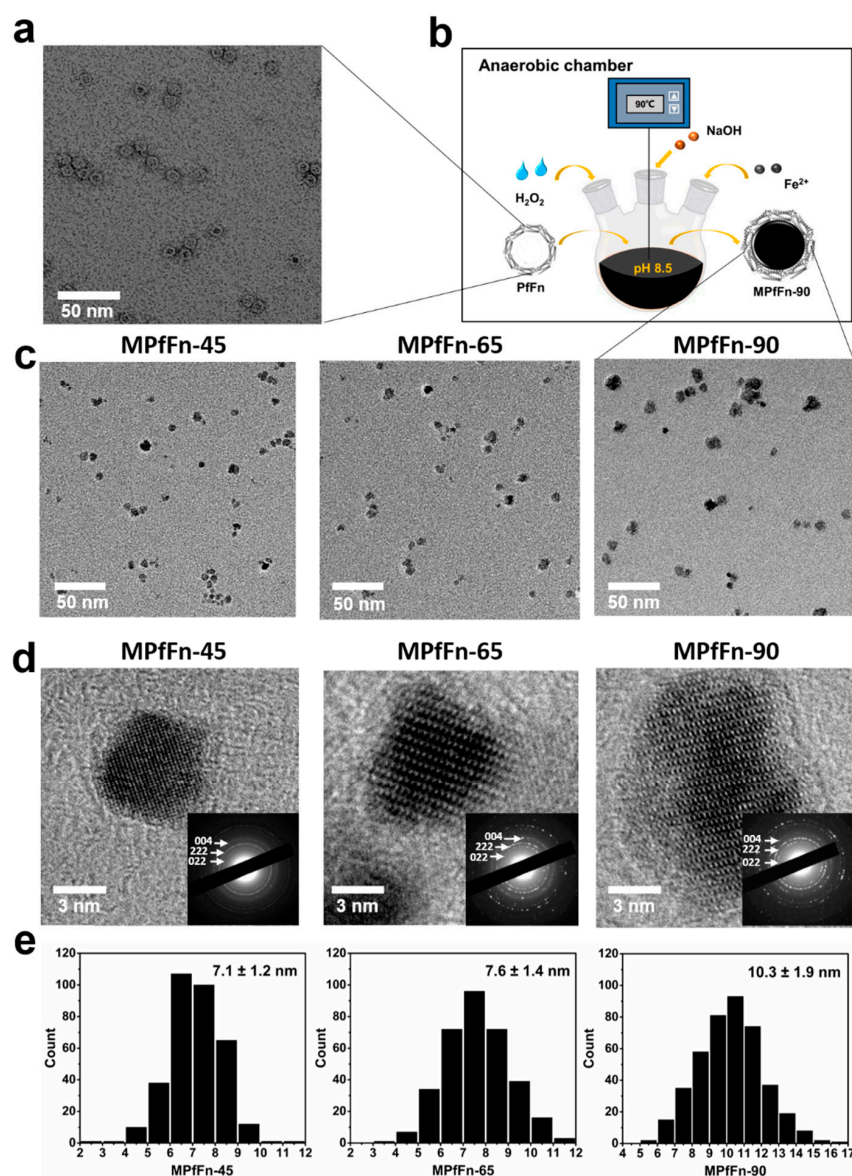 a
50 nm
b
Anaerobic chamber
90℃
NaOH
H₂O₂
Fe²⁺
PfFn
pH 8.5
MPfFn-90
c
MPfFn-45
MPfFn-65
MPfFn-90
50 nm
50 nm
50 nm
d
MPfFn-45
MPfFn-65
MPfFn-90
004
222
022
3 nm
004
222
022
3 nm
004
222
022
3 nm
e
7.1 ± 1.2 nm
Count
120
100
80
60
40
20
0
2 3 4 5 6 7 8 9 10 11 12
MPfFn-45
7.6 ± 1.4 nm
Count
120
100
80
60
40
20
0
2 3 4 5 6 7 8 9 10 11 12
MPfFn-65
10.3 ± 1.9 nm
Count
120
100
80
60
40
20
0
4 5 6 7 8 9 10 11 12 13 14 15 16 17
MPfFn-90